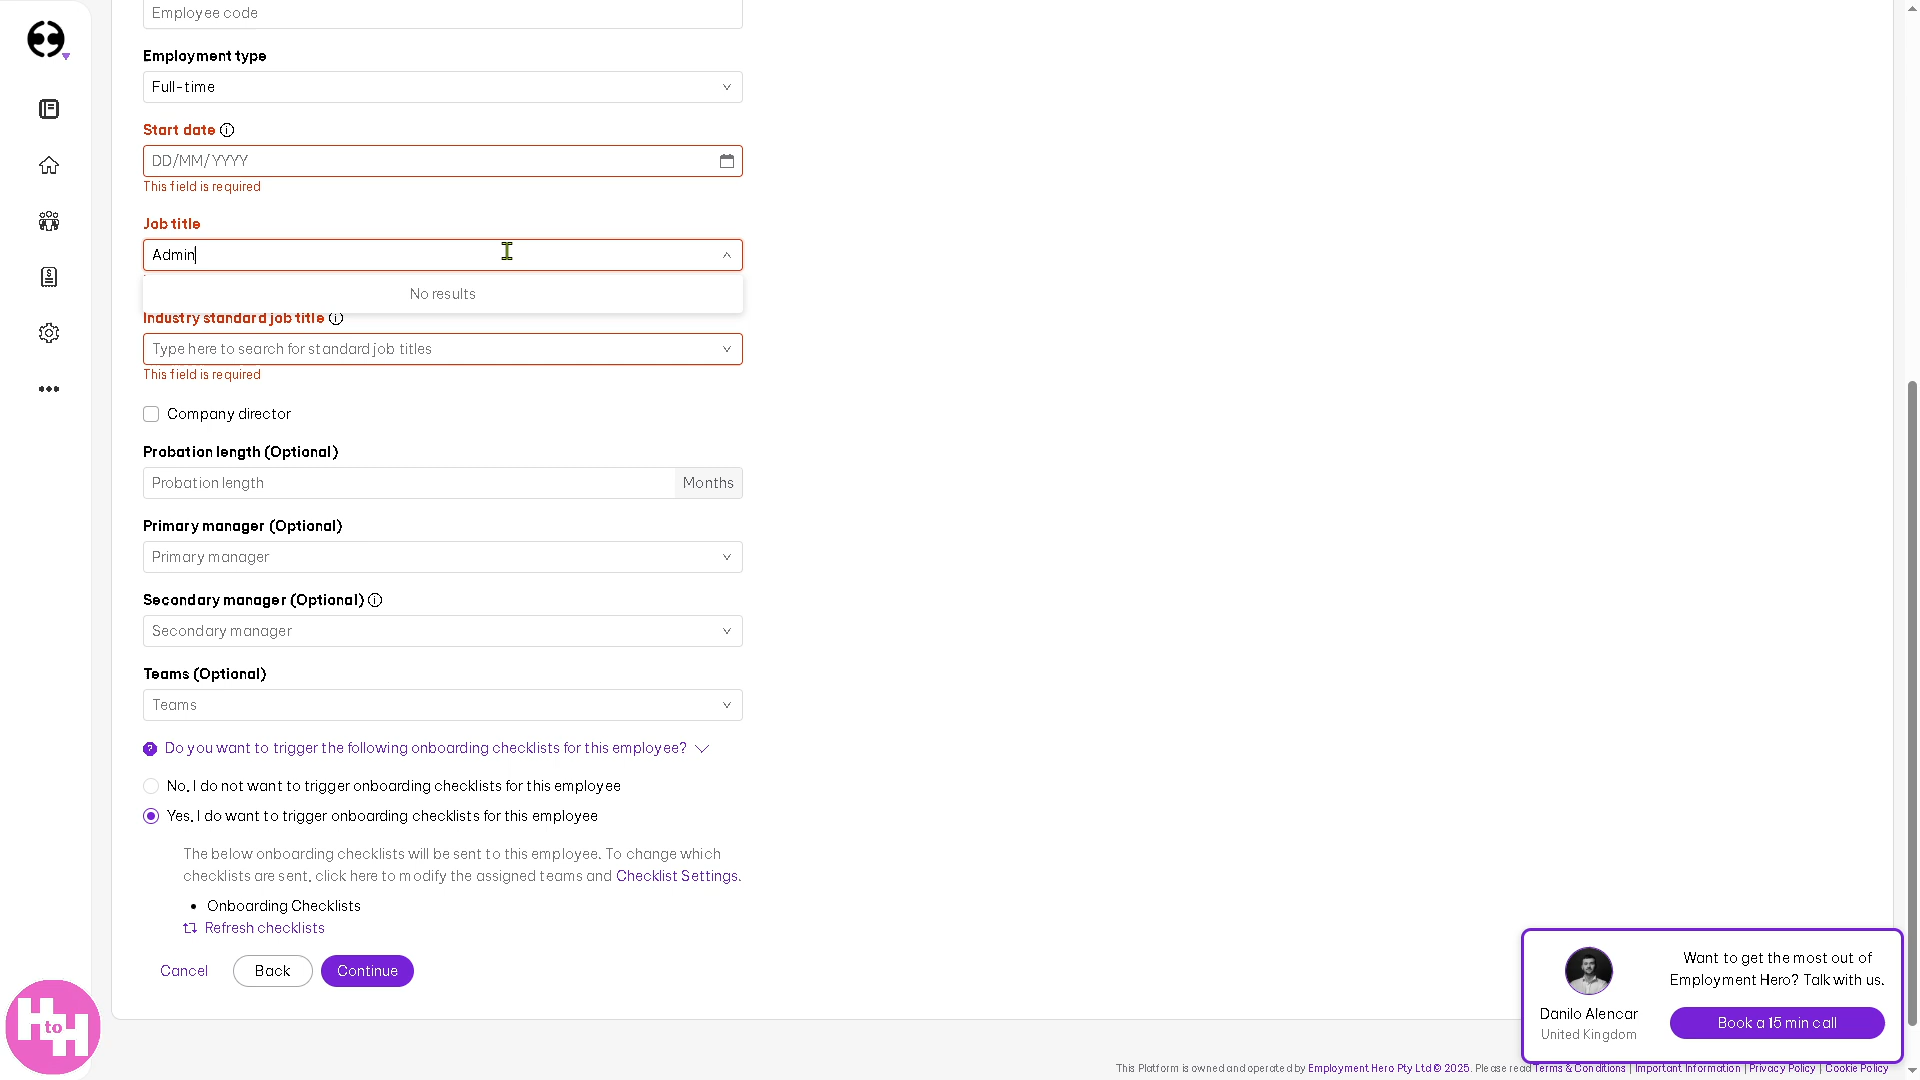 Employee code
Employment type
Full-time
Start date
DD/MM/YYYY
This field is required
Job title
Admin
No results
Industry standard job title
Type here to search for standard job titles
This field is required
Company director
Probation length (Optional)
Probation length
Months
Primary manager (Optional)
Primary manager
Secondary manager (Optional)
Secondary manager
Teams (Optional)
Teams
Do you want to trigger the following onboarding checklists for this employee?
No, I do not want to trigger onboarding checklists for this employee
Yes, I do want to trigger onboarding checklists for this employee
The below onboarding checklists will be sent to this employee. To change which
checklists are sent, click here to modify the assigned teams and Checklist Settings.
• Onboarding Checklists
Refresh checklists
Cancel
Back
Continue
HtoH
Want to get the most out of
Employment Hero? Talk with us.
Danilo Alencar
United Kingdom
Book a 15 min call
This Platform is owned and operated by Employment Hero Pty Ltd © 2025. Please read Terms & Conditions | Important Information | Privacy Policy | Cookie Policy